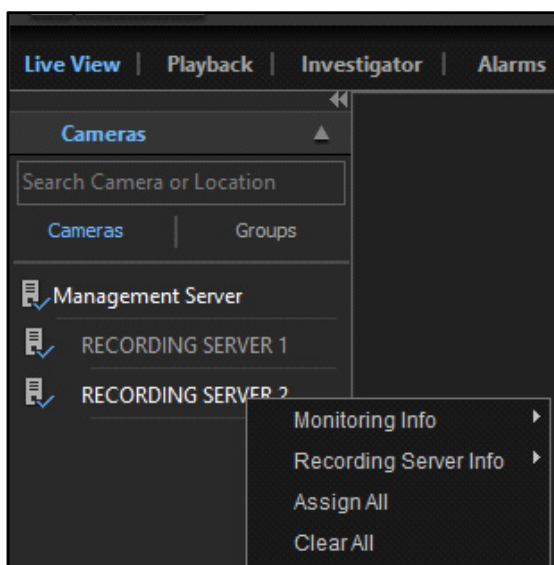 Live View | Playback | Investigator | Alarms
Cameras
Search Camera or Location
Cameras | Groups
Management Server
RECORDING SERVER 1
RECORDING SERVER 2
Monitoring Info
Recording Server Info
Assign All
Clear All